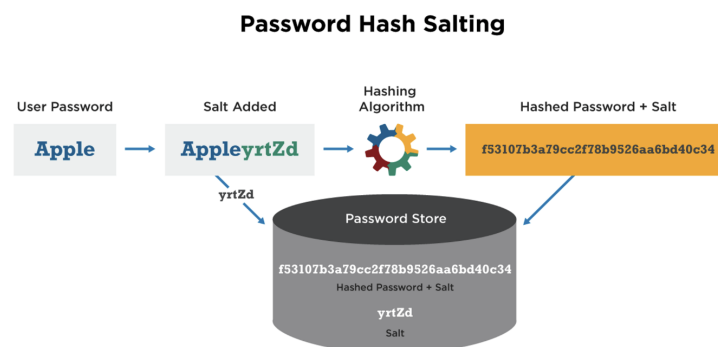 Password Hash Salting
User Password
Salt Added
Hashing
Algorithm
Hashed Password + Salt
Apple
AppleyrtZd
f53107b3a79cc2f78b9526aa6bd40c34
yrtZd
Password Store
f53107b3a79cc2f78b9526aa6bd40c34
Hashed Password + Salt
yrtZd
Salt